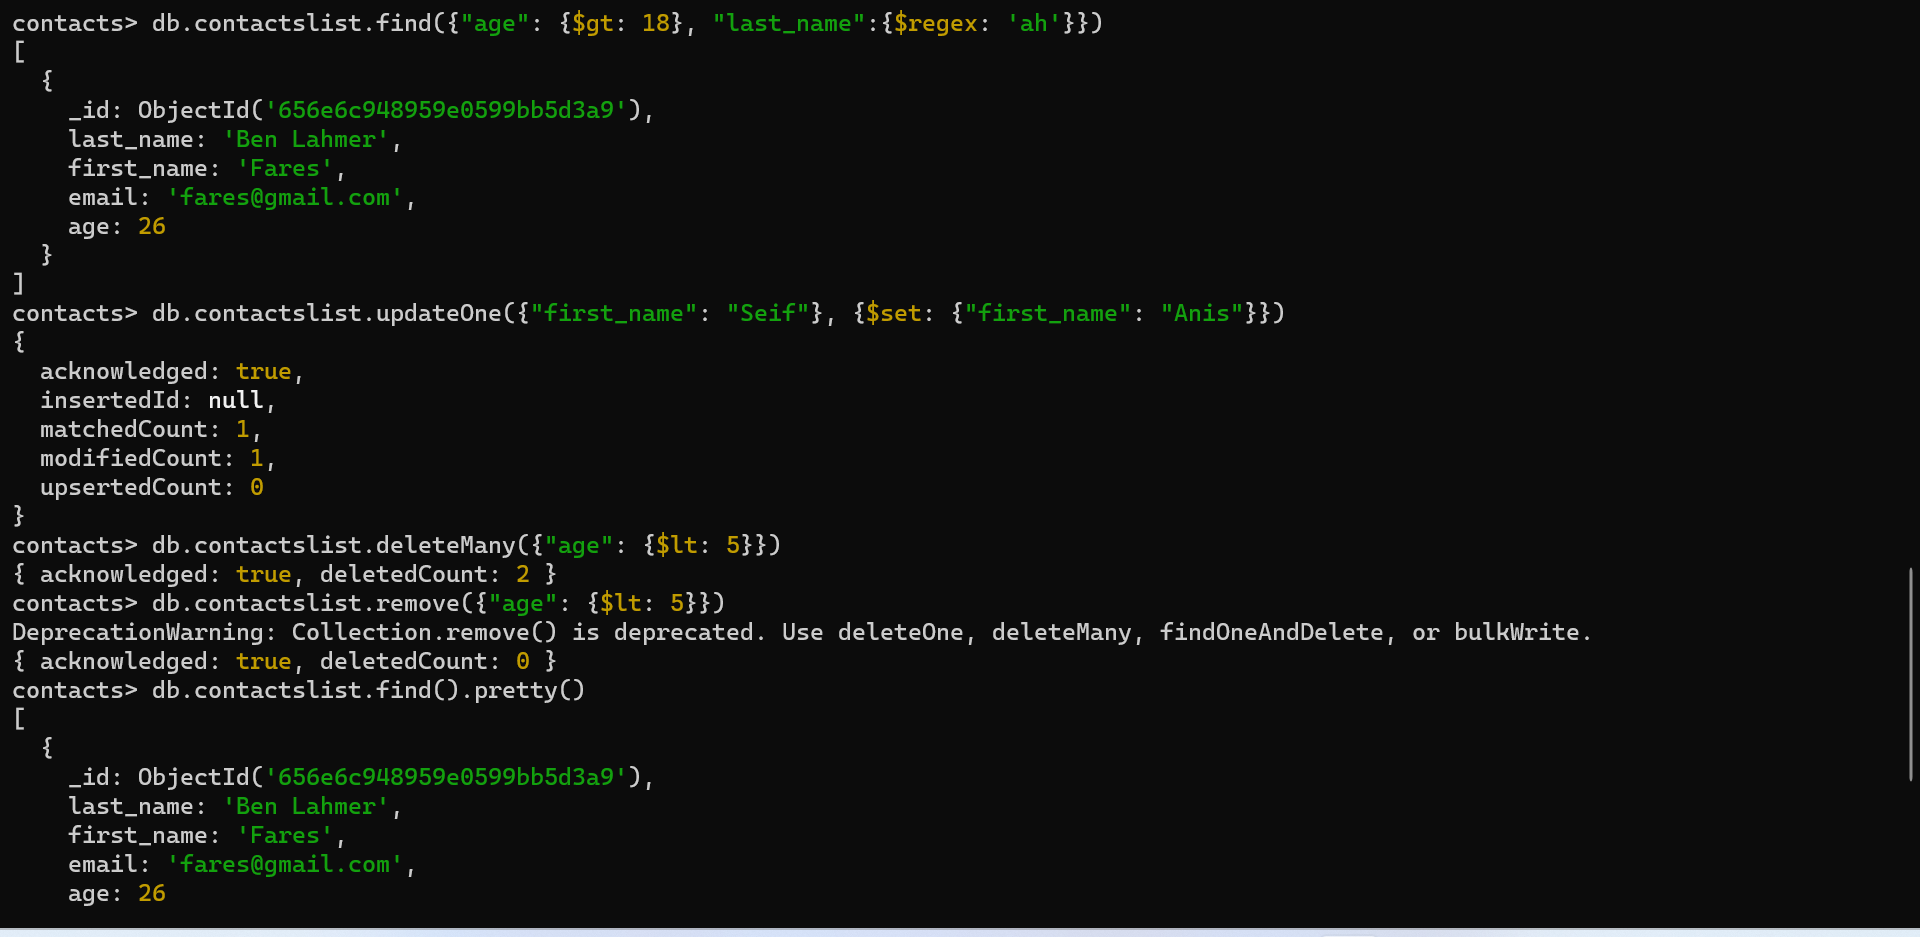 contacts> db.contactslist.find({"age": {$gt: 18}, "last_name":{$regex: 'ah'}})
[
  {
    _id: ObjectId('656e6c948959e0599bb5d3a9'),
    last_name: 'Ben Lahmer',
    first_name: 'Fares',
    email: 'fares@gmail.com',
    age: 26
  }
]
contacts> db.contactslist.updateOne({"first_name": "Seif"}, {$set: {"first_name": "Anis"}})
{
  acknowledged: true,
  insertedId: null,
  matchedCount: 1,
  modifiedCount: 1,
  upsertedCount: 0
}
contacts> db.contactslist.deleteMany({"age": {$lt: 5}})
{ acknowledged: true, deletedCount: 2 }
contacts> db.contactslist.remove({"age": {$lt: 5}})
DeprecationWarning: Collection.remove() is deprecated. Use deleteOne, deleteMany, findOneAndDelete, or bulkWrite.
{ acknowledged: true, deletedCount: 0 }
contacts> db.contactslist.find().pretty()
[
  {
    _id: ObjectId('656e6c948959e0599bb5d3a9'),
    last_name: 'Ben Lahmer',
    first_name: 'Fares',
    email: 'fares@gmail.com',
    age: 26